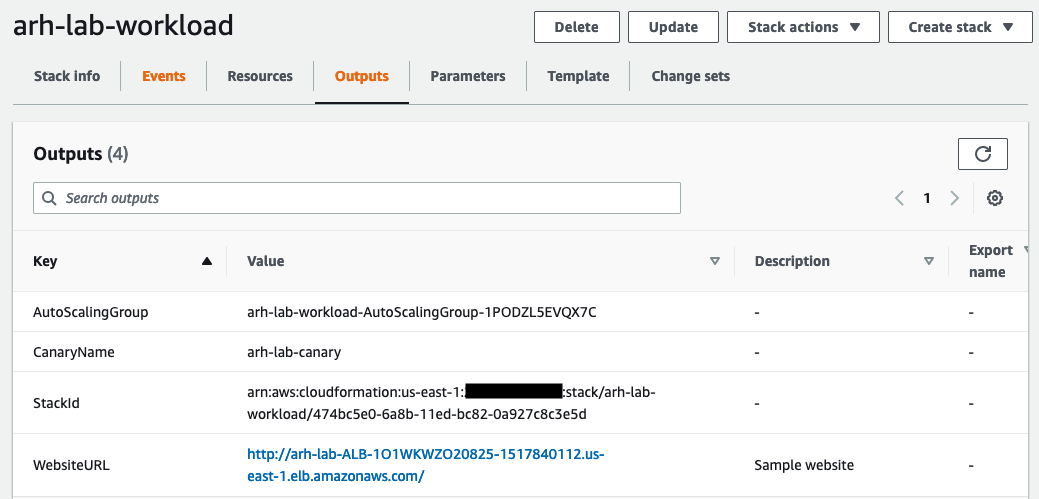 arh-lab-workload
Delete
Update
Stack actions
Create stack
Stack info
Events
Resources
Outputs
Parameters
Template
Change sets
Outputs (4)
Search outputs
1
Key
Value
Description
Export name
AutoScalingGroup
arh-lab-workload-AutoScalingGroup-1PODZL5EVQX7C
-
-
CanaryName
arh-lab-canary
-
-
StackId
arn:aws:cloudformation:us-east-1:
:stack/arh-lab-
workload/474bc5e0-6a8b-11ed-bc82-0a927c8c3e5d
-
-
WebsiteURL
http://arh-lab-ALB-1O1WKWZO20825-1517840112.us-
east-1.elb.amazonaws.com/
Sample website
-